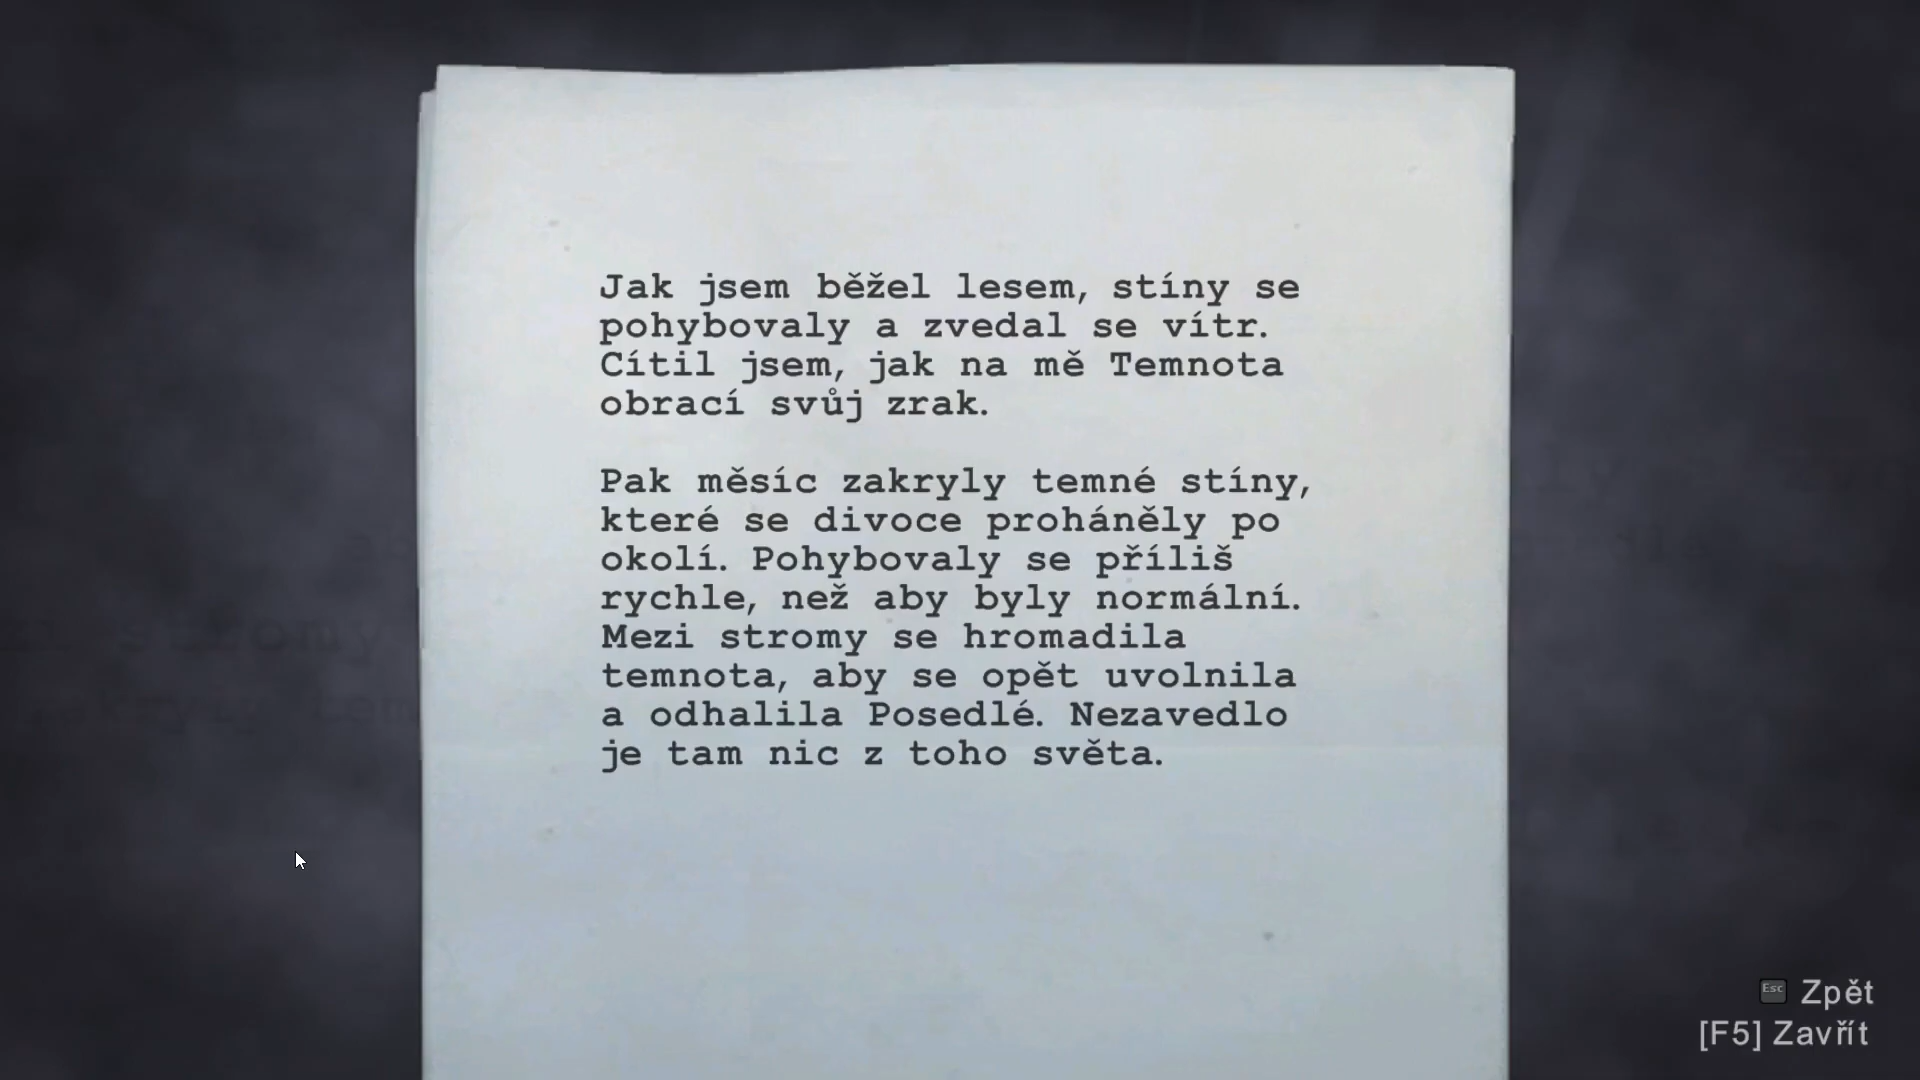 Jak jsem běžel lesem, stíny se
pohybovaly a zvedal se vítr.
Cítil jsem, jak na mě Temnota
obrací svůj zrak.
Pak měsíc zakryly temné stíny,
které se divoce proháněly po
okolí. Pohybovaly se příliš
rychle, než aby byly normální.
Mezi stromy se hromadila
temnota, aby se opět uvolnila
a odhalila Posedlé. Nezavedlo
je tam nic z toho světa.
Esc Zpět
[F5] Zavřít